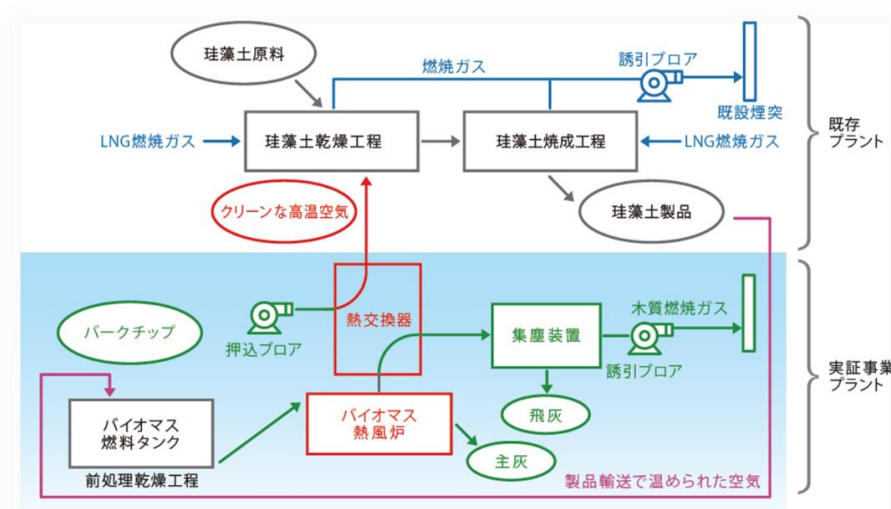 珪藻土原料
燃焼ガス
誘引ブロア
既設煙突
LNG燃焼ガス
珪藻土乾燥工程
珪藻土焼成工程
LNG燃焼ガス
既存
プラント
クリーンな高温空気
珪藻土製品
バークチップ
押込ブロア
熱交換器
集塵装置
木質燃焼ガス
誘引ブロア
実証事業
プラント
バイオマス
燃料タンク
バイオマス
熱風炉
飛灰
主灰
前処理乾燥工程
製品輸送で温められた空気